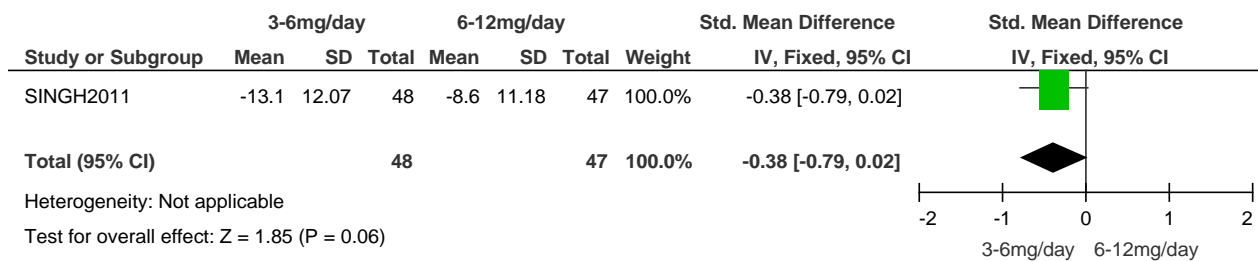 3-6mg/day 6-12mg/day Std. Mean Difference Std. Mean Difference
Study or Subgroup Mean SD Total Mean SD Total Weight IV, Fixed, 95% CI IV, Fixed, 95% CI
SINGH2011 -13.1 12.07 48 -8.6 11.18 47 100.0% -0.38 [-0.79, 0.02]
Total (95% CI) 48 47 100.0% -0.38 [-0.79, 0.02]
Heterogeneity: Not applicable
Test for overall effect: Z = 1.85 (P = 0.06)
-2 -1 0 1 2
3-6mg/day 6-12mg/day